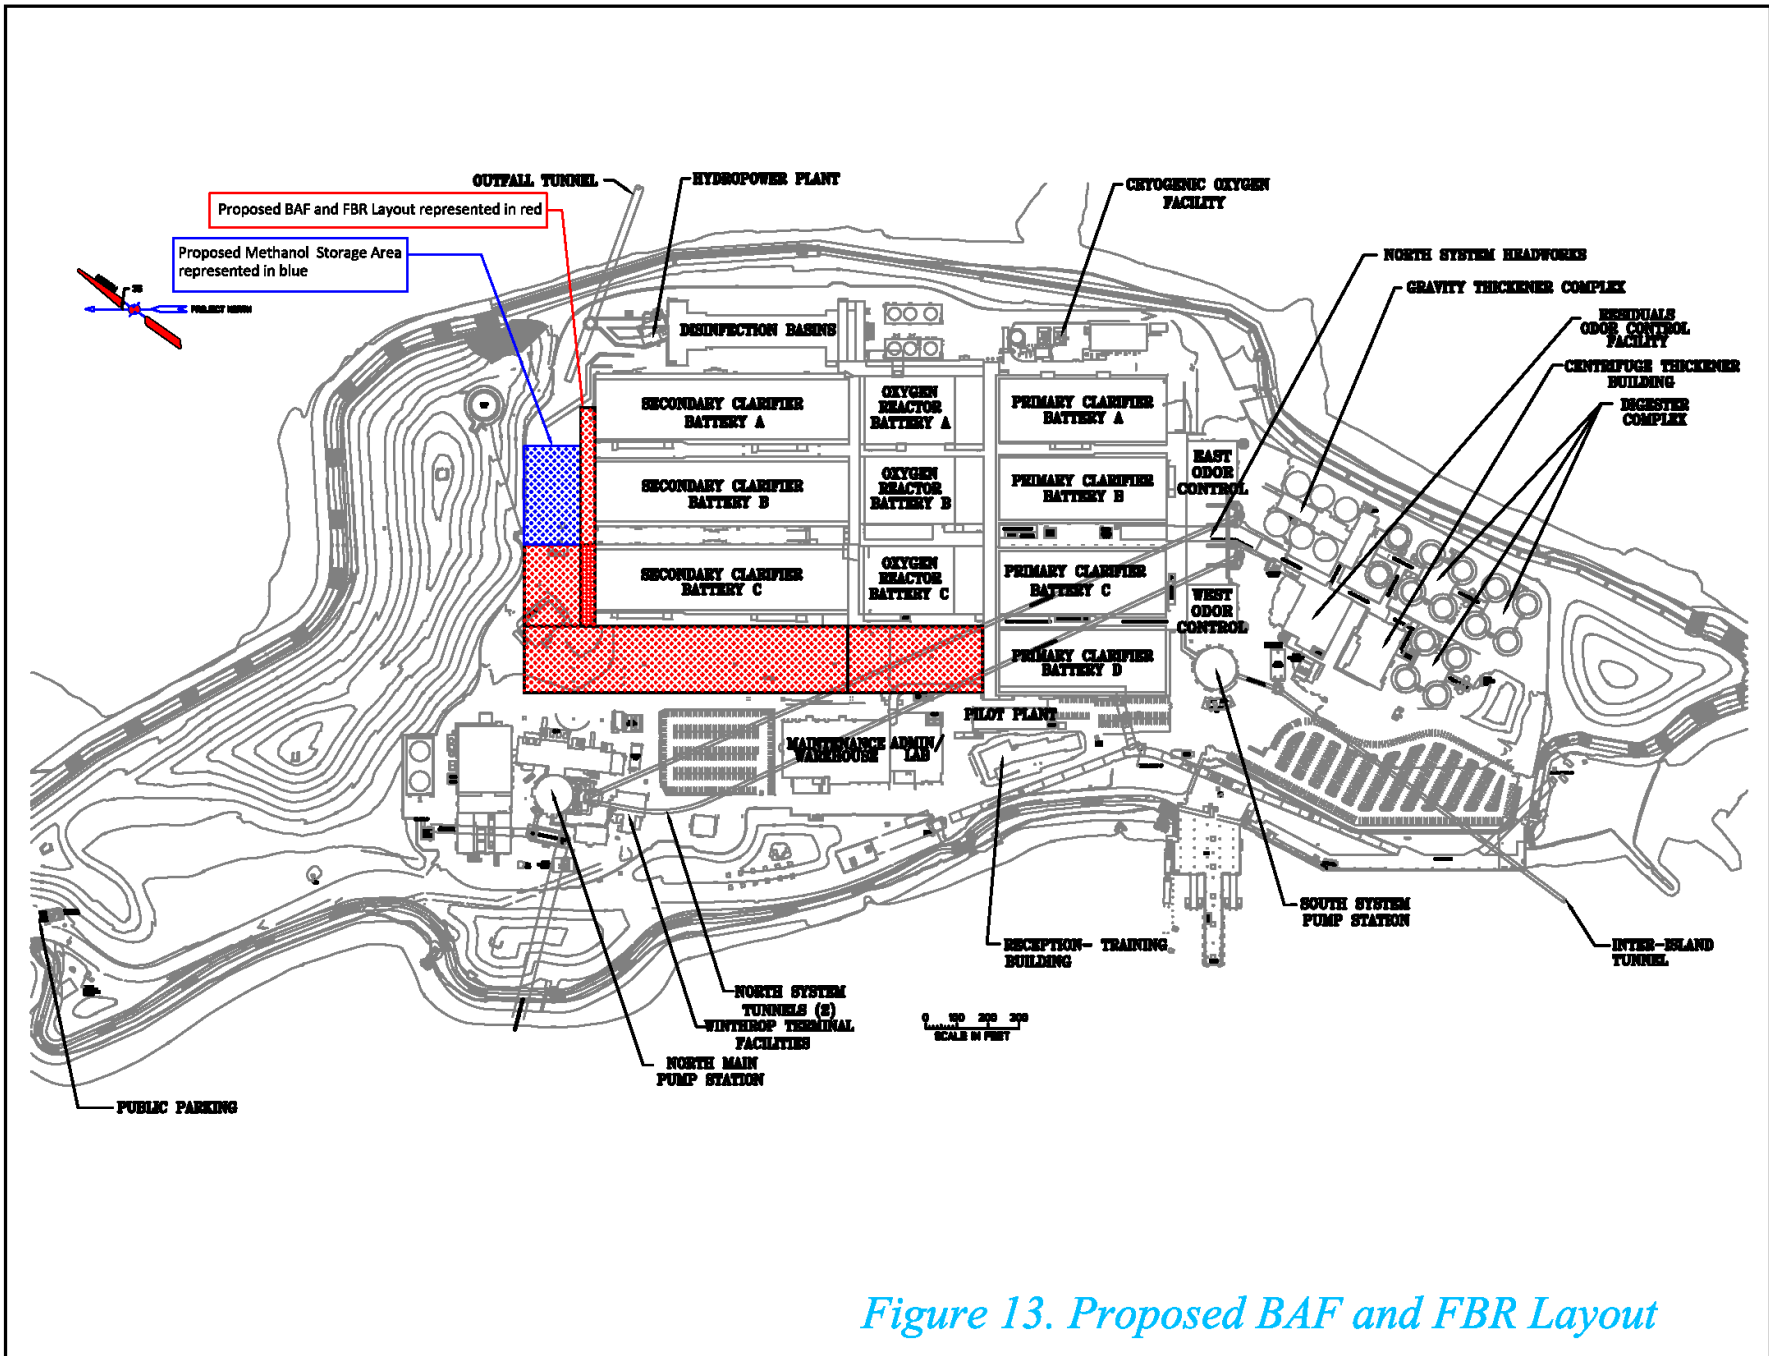 OUTFALL TUNNEL
HYDROPOWER PLANT
CRYOGENIC OXYGEN
FACILITY
Proposed BAF and FBR Layout represented in red
Proposed Methanol Storage Area
represented in blue
NORTH SYSTEM HEADWORKS
GRAVITY THICKENER COMPLEX
PROJECT NORTH
RESIDUALS
ODOR CONTROL
FACILITY
DISINFECTION BASINS
CENTRIFUGE THICKENER
BUILDING
DIGESTER
COMPLEX
SECONDARY CLARIFIER
BATTERY A
OXYGEN
REACTOR
BATTERY A
PRIMARY CLARIFIER
BATTERY A
EAST
ODOR
CONTROL
SECONDARY CLARIFIER
BATTERY B
OXYGEN
REACTOR
BATTERY B
PRIMARY CLARIFIER
BATTERY B
SECONDARY CLARIFIER
BATTERY C
OXYGEN
REACTOR
BATTERY C
PRIMARY CLARIFIER
BATTERY C
WEST
ODOR
CONTROL
PRIMARY CLARIFIER
BATTERY D
PILOT PLANT
MAINTENANCE
WAREHOUSE
ADMIN/
LAB
SOUTH SYSTEM
PUMP STATION
RECEPTION- TRAINING
BUILDING
INTER-ISLAND
TUNNEL
NORTH SYSTEM
TUNNELS (2)
WINTHROP TERMINAL
FACILITIES
0 100 200 300
SCALE IN FEET
NORTH MAIN
PUMP STATION
PUBLIC PARKING
Figure 13. Proposed BAF and FBR Layout